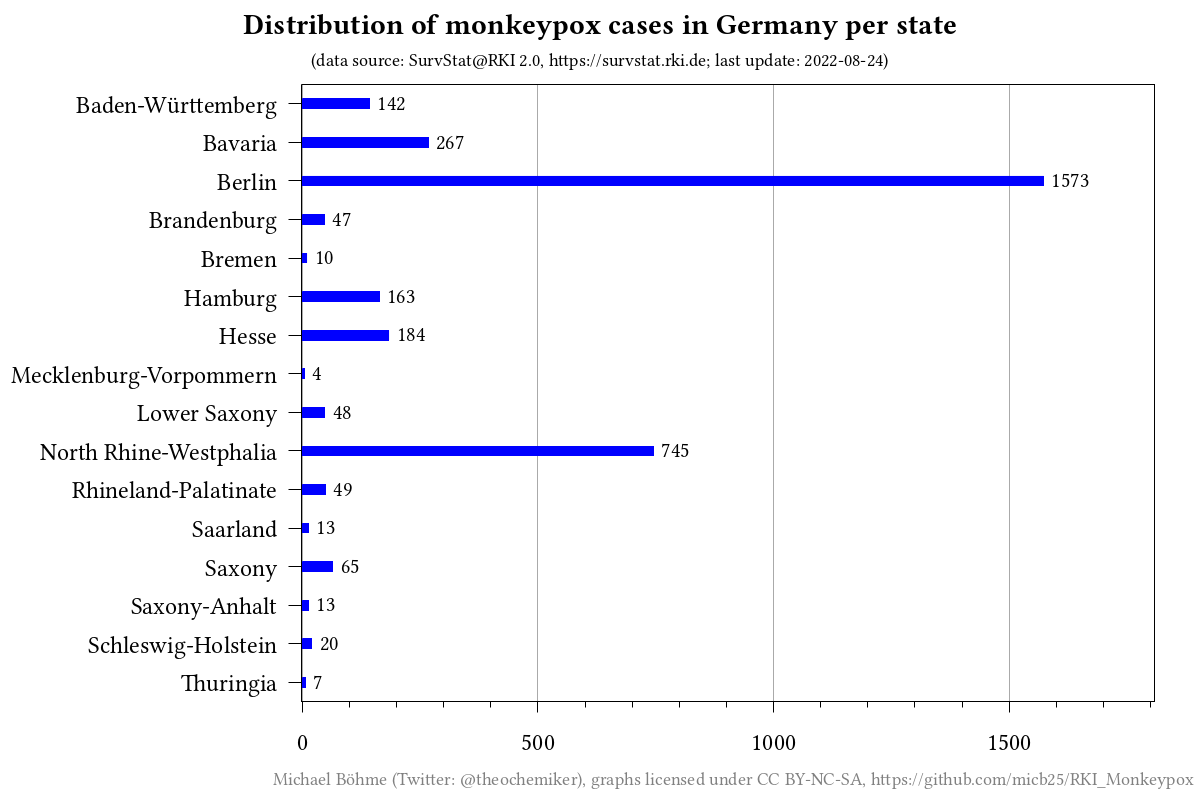 Distribution of monkeypox cases in Germany per state
(data source: SurvStat@RKI 2.0, https://survstat.rki.de; last update: 2022-08-24)
Baden-Württemberg 142
Bavaria 267
Berlin 1573
Brandenburg 47
Bremen 10
Hamburg 163
Hesse 184
Mecklenburg-Vorpommern 4
Lower Saxony 48
North Rhine-Westphalia 745
Rhineland-Palatinate 49
Saarland 13
Saxony 65
Saxony-Anhalt 13
Schleswig-Holstein 20
Thuringia 7
0 500 1000 1500
Michael Böhme (Twitter: @theochemiker), graphs licensed under CC BY-NC-SA, https://github.com/micb25/RKI_Monkeypox